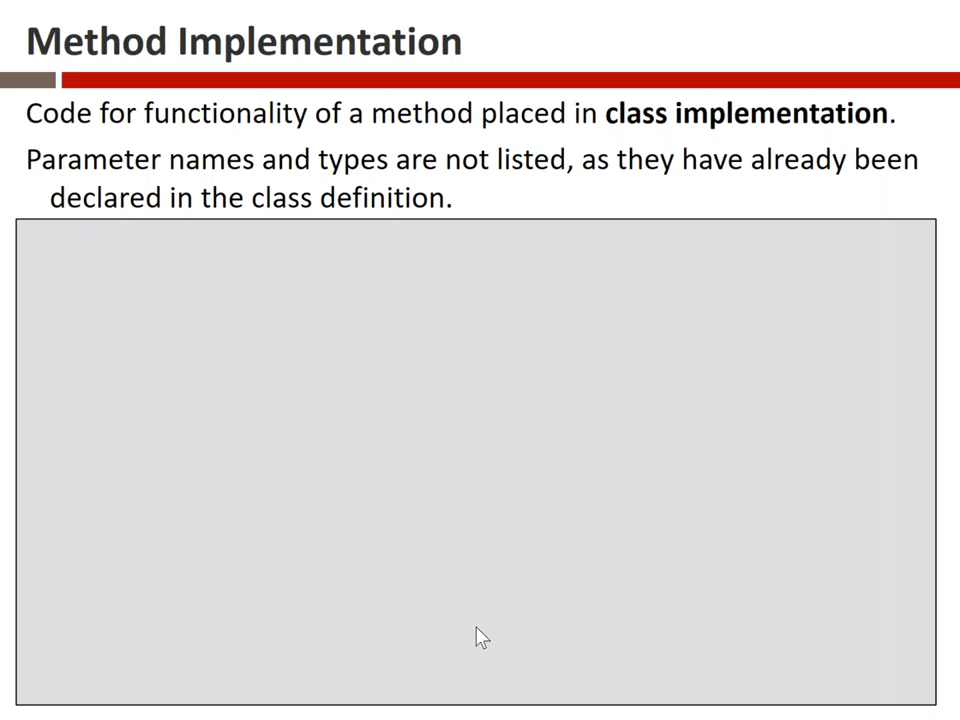 Method Implementation
Code for functionality of a method placed in class implementation.
Parameter names and types are not listed, as they have already been
declared in the class definition.